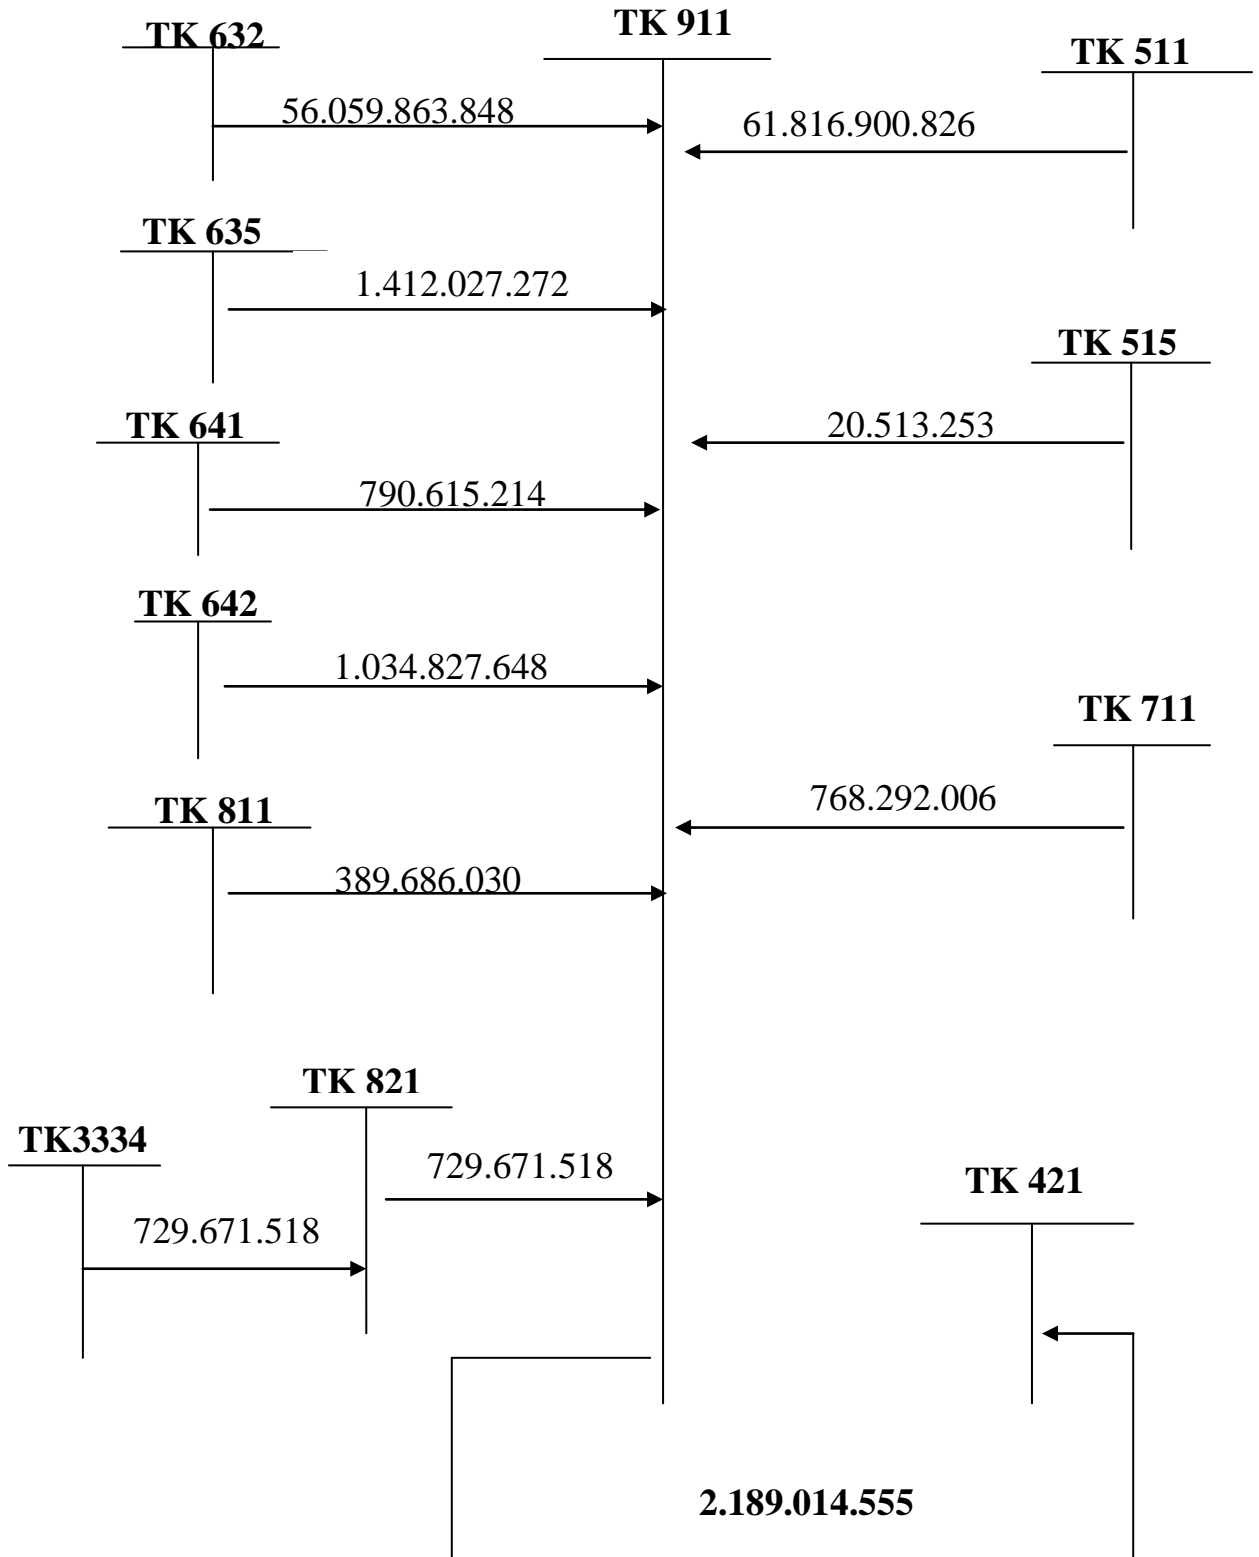 TK 911
TK 632
TK 511
56.059.863.848
61.816.900.826
TK 635
1.412.027.272
TK 515
TK 641
20.513.253
790.615.214
TK 642
1.034.827.648
TK 711
TK 811
768.292.006
389.686.030
TK 821
TK3334
729.671.518
TK 421
729.671.518
2.189.014.555